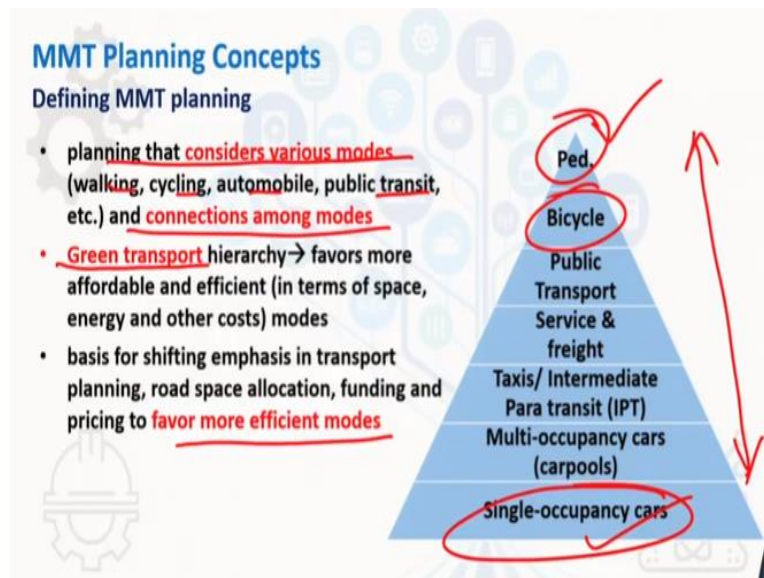 MMT Planning Concepts
Defining MMT planning
• planning that considers various modes
(walking, cycling, automobile, public transit,
etc.) and connections among modes
• Green transport hierarchy→ favors more
affordable and efficient (in terms of space,
energy and other costs) modes
• basis for shifting emphasis in transport
planning, road space allocation, funding and
pricing to favor more efficient modes
Ped.
Bicycle
Public
Transport
Service &
freight
Taxis/ Intermediate
Para transit (IPT)
Multi-occupancy cars
(carpools)
Single-occupancy cars